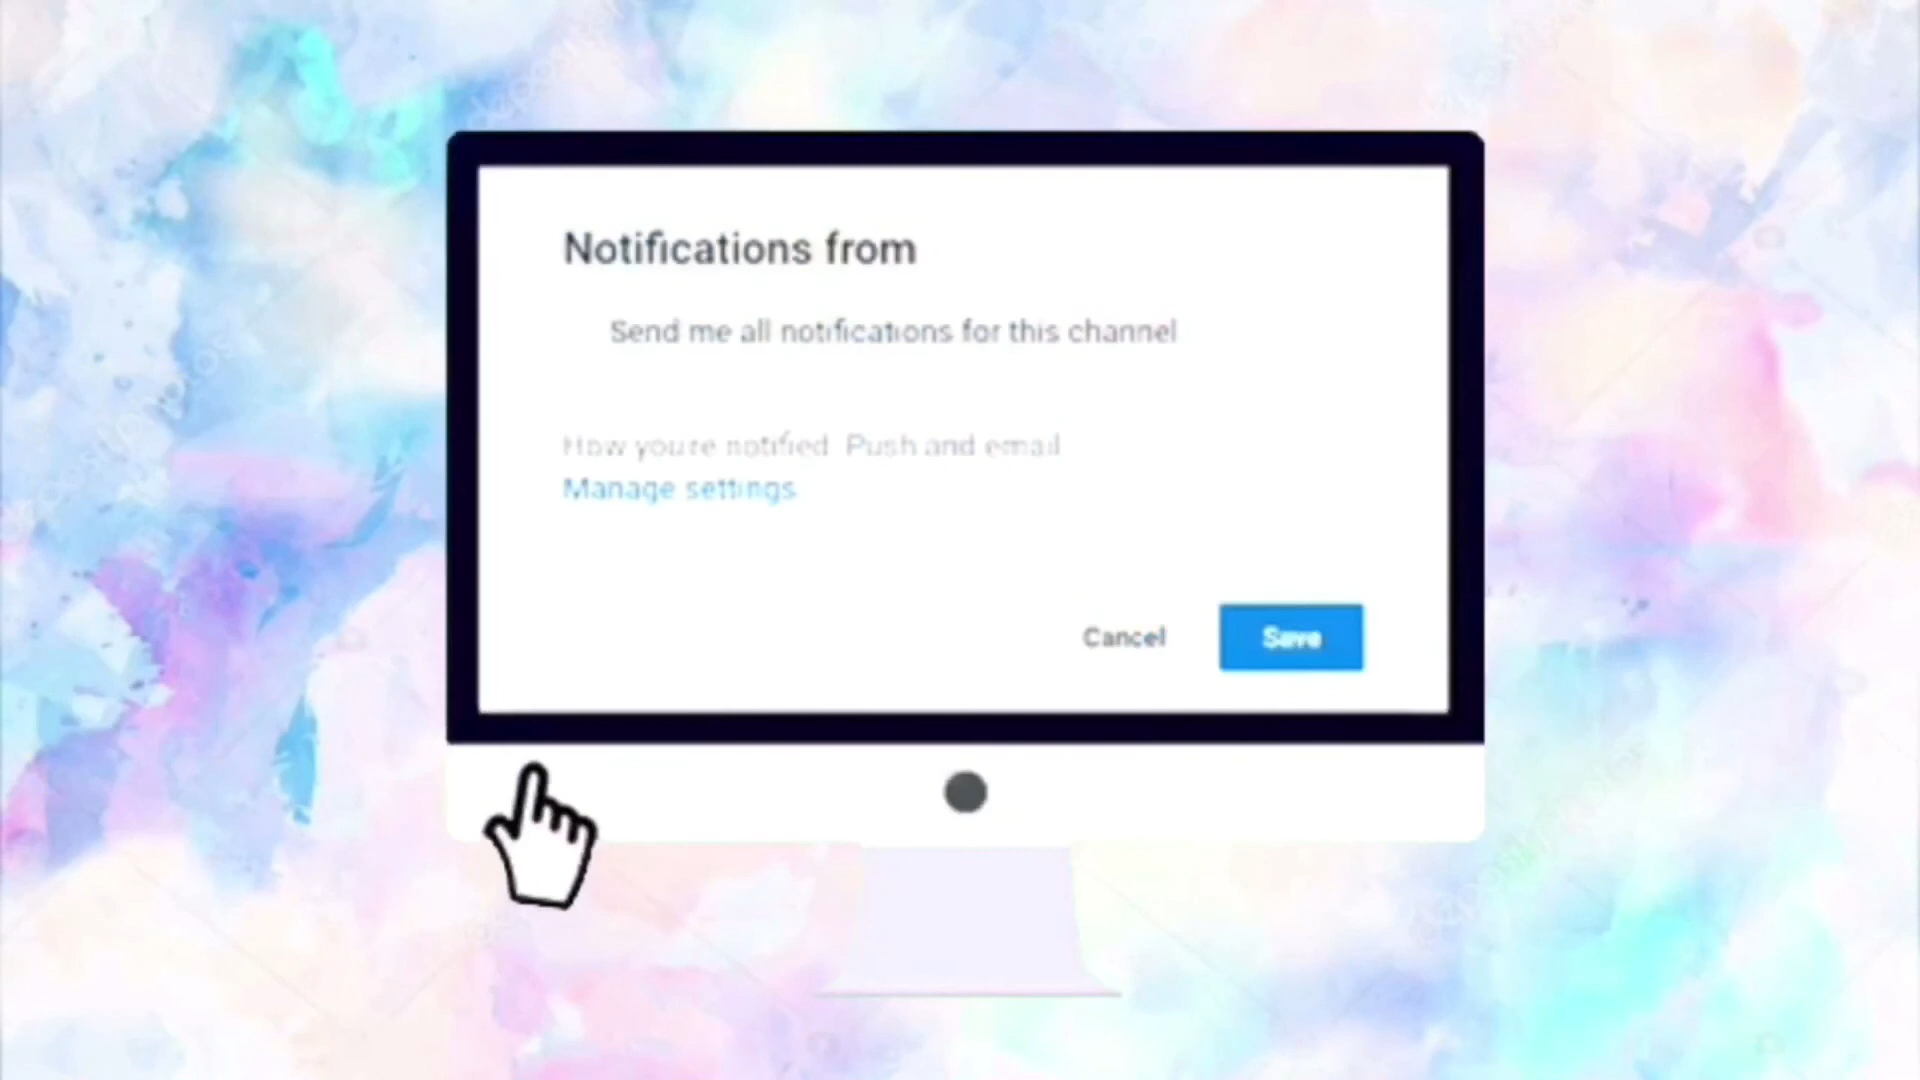 Notifications from
Send me all notifications for this channel
How you're notified Push and email
Manage settings
Cancel
Save